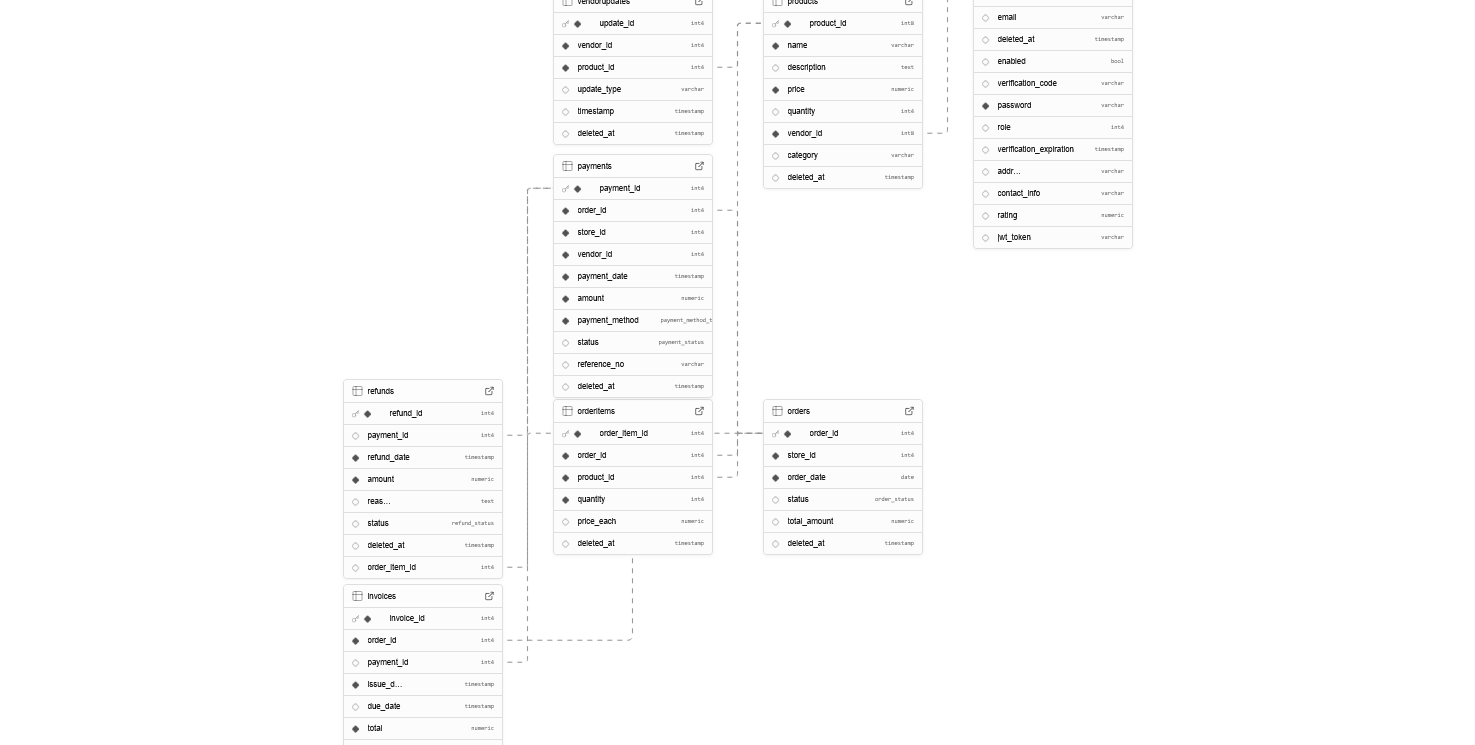 vendorupdates
update_id int4
vendor_id int4
product_id int4
update_type varchar
timestamp timestamp
deleted_at timestamp
products
product_id int8
name varchar
description text
price numeric
quantity int4
vendor_id int8
category varchar
deleted_at timestamp
email varchar
deleted_at timestamp
enabled bool
verification_code varchar
password varchar
role int4
verification_expiration timestamp
addr... varchar
contact_info varchar
rating numeric
jwt_token varchar
payments
payment_id int4
order_id int4
store_id int4
vendor_id int4
payment_date timestamp
amount numeric
payment_method payment_method_t
status payment_status
reference_no varchar
deleted_at timestamp
refunds
refund_id int4
payment_id int4
refund_date timestamp
amount numeric
reas... text
status refund_status
deleted_at timestamp
order_item_id int4
orderitems
order_item_id int4
order_id int4
product_id int4
quantity int4
price_each numeric
deleted_at timestamp
orders
order_id int4
store_id int4
order_date date
status order_status
total_amount numeric
deleted_at timestamp
invoices
invoice_id int4
order_id int4
payment_id int4
issue_d... timestamp
due_date timestamp
total numeric